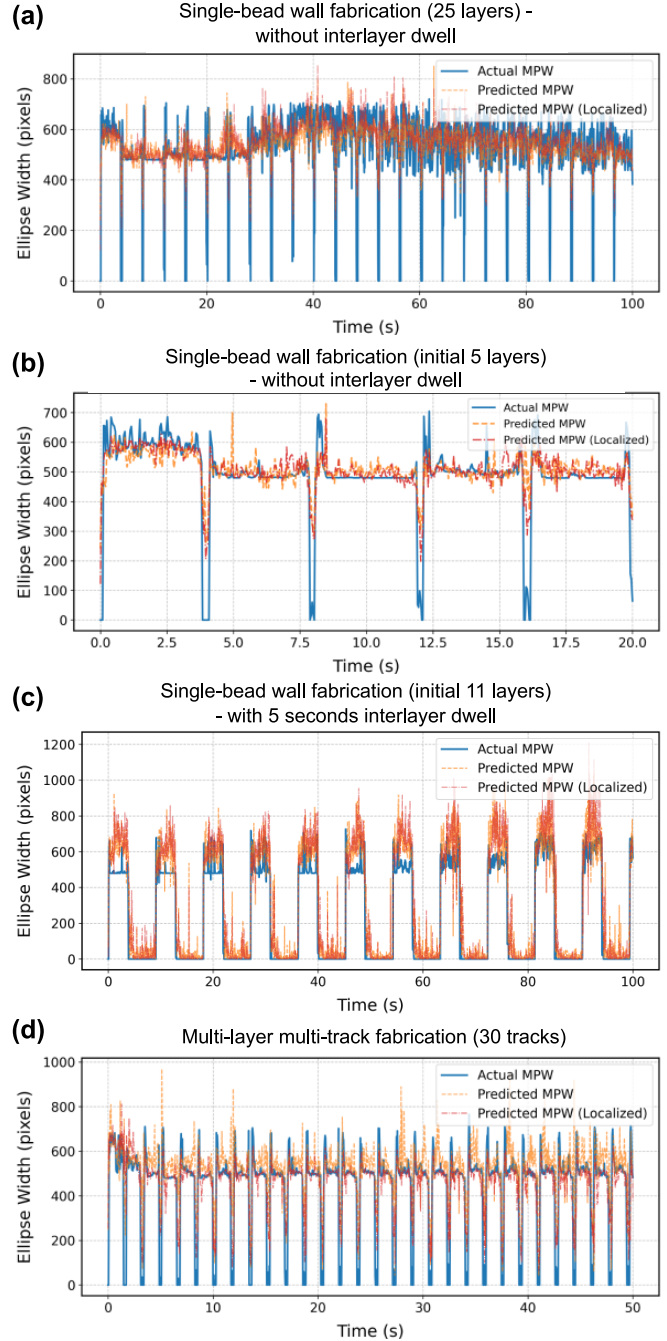 (a)
Single-bead wall fabrication (25 layers) -
without interlayer dwell
Actual MPW
Predicted MPW
Predicted MPW (Localized)
Ellipse Width (pixels)
800
600
400
200
0
0
20
40
60
80
100
Time (s)
(b)
Single-bead wall fabrication (initial 5 layers)
- without interlayer dwell
Actual MPW
Predicted MPW
Predicted MPW (Localized)
Ellipse Width (pixels)
700
600
500
400
300
200
100
0
0.0
2.5
5.0
7.5
10.0
12.5
15.0
17.5
20.0
Time (s)
(c)
Single-bead wall fabrication (initial 11 layers)
- with 5 seconds interlayer dwell
Actual MPW
Predicted MPW
Predicted MPW (Localized)
Ellipse Width (pixels)
1200
1000
800
600
400
200
0
0
20
40
60
80
100
Time (s)
(d)
Multi-layer multi-track fabrication (30 tracks)
Actual MPW
Predicted MPW
Predicted MPW (Localized)
Ellipse Width (pixels)
1000
800
600
400
200
0
0
10
20
30
40
50
Time (s)